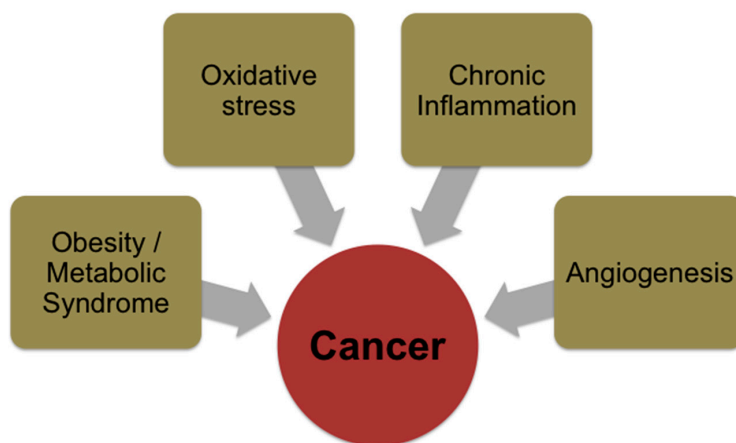 Oxidative
stress
Chronic
Inflammation
Obesity /
Metabolic
Syndrome
Angiogenesis
Cancer